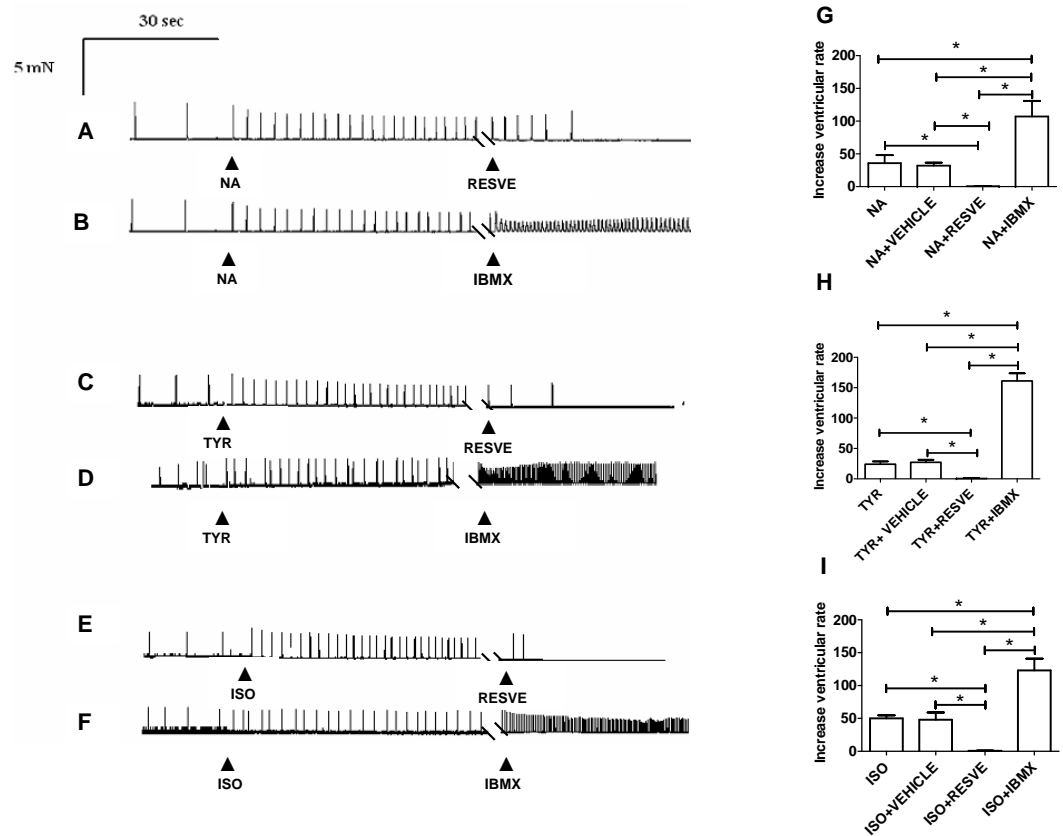 30 sec
5 mN
A
NA
RESVE
B
NA
IBMX
C
TYR
RESVE
D
TYR
IBMX
E
ISO
RESVE
F
ISO
IBMX
G
Increase ventricular rate
200
150
100
50
0
*
*
*
*
*
NA
NA+VEHICLE
NA+RESVE
NA+IBMX
H
Increase ventricular rate
200
150
100
50
0
*
*
*
*
*
TYR
TYR+ VEHICLE
TYR+RESVE
TYR+IBMX
I
Increase ventricular rate
200
150
100
50
0
*
*
*
*
*
ISO
ISO+VEHICLE
ISO+RESVE
ISO+IBMX